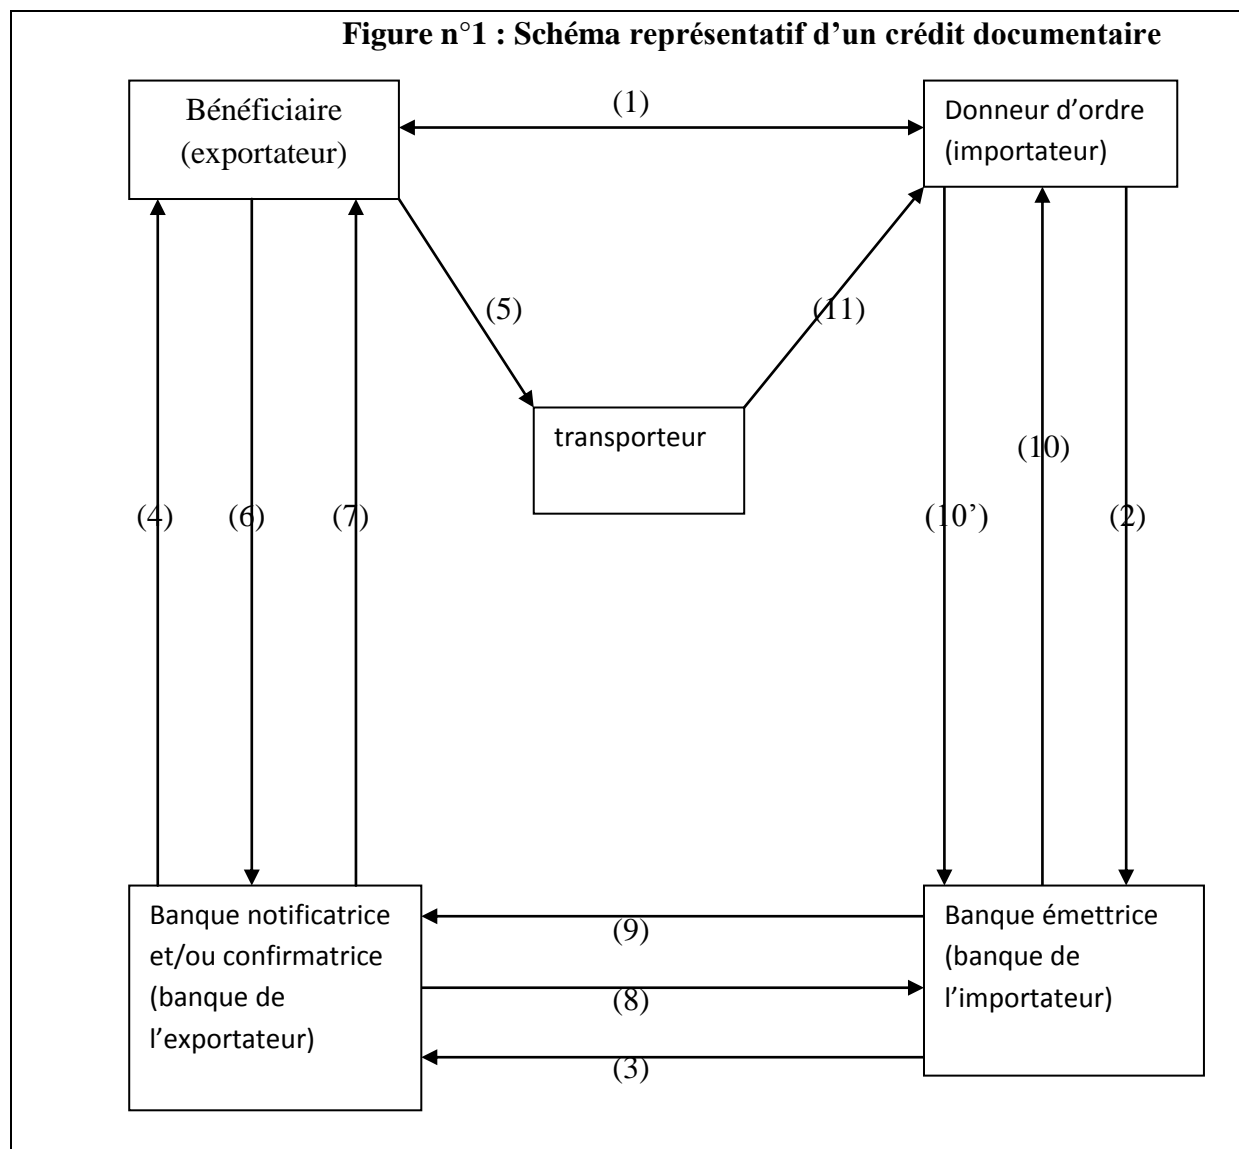 Figure n°1 : Schéma représentatif d’un crédit documentaire
Bénéficiaire
(exportateur)
(1)
Donneur d’ordre
(importateur)
(5)
(11)
transporteur
(10)
(4)
(6)
(7)
(10’)
(2)
Banque notificatrice
et/ou confirmatrice
(banque de
l’exportateur)
(9)
(8)
(3)
Banque émettrice
(banque de
l’importateur)